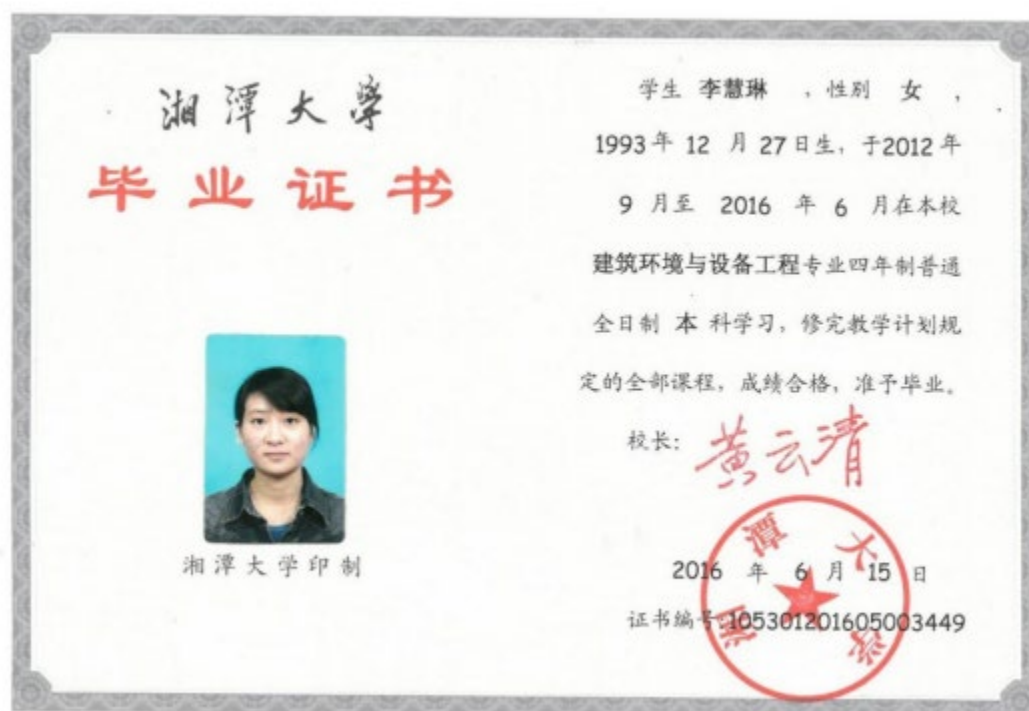 湘潭大学
毕业证书
湘潭大学印制
学生 李慧琳 ，性别 女 ，
1993年 12 月 27日生，于2012年
9 月至 2016 年 6 月在本校
建筑环境与设备工程专业四年制普通
全日制 本 科学习，修完教学计划规
定的全部课程，成绩合格，准予毕业。
校长：黄云清
湘潭大学
2016 年 6 月 15 日
证书编号:105301201605003449